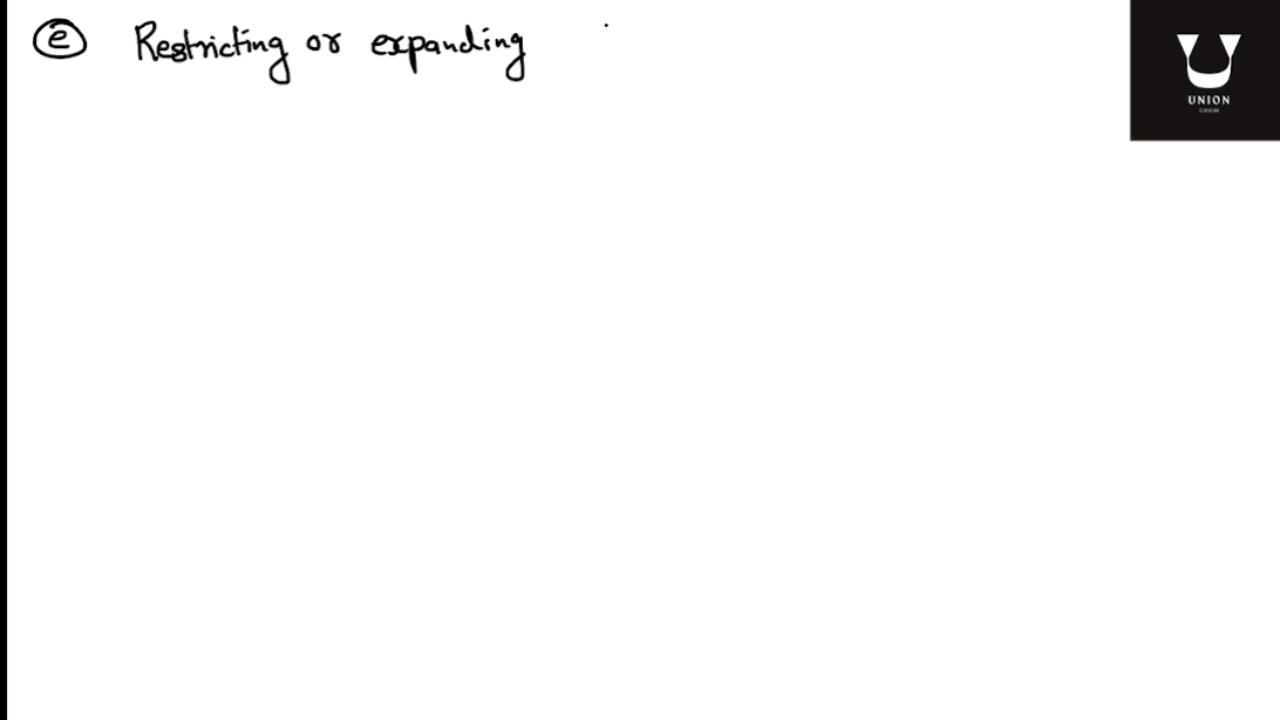 ⓔ Restricting or expanding
UNION